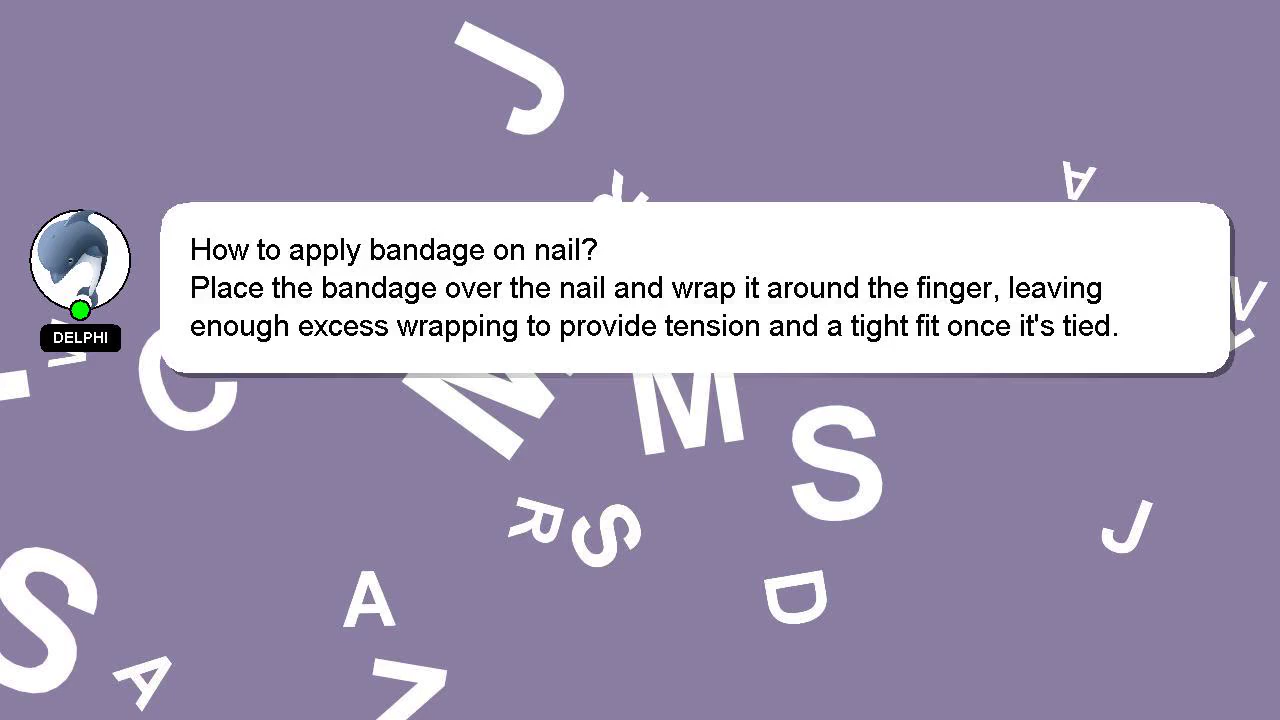 J
R
A
How to apply bandage on nail?
Place the bandage over the nail and wrap it around the finger, leaving
enough excess wrapping to provide tension and a tight fit once it's tied.
DELPHI
V
C
N
M
S
R
S
J
A
D
S
A
Z